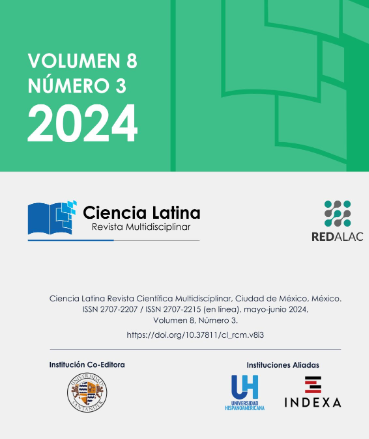 VOLUMEN 8
NÚMERO 3
2024
Ciencia Latina
Revista Multidisciplinar
REDALAC
Ciencia Latina Revista Científica Multidisciplinar, Ciudad de México, México.
ISSN 2707-2207 / ISSN 2707-2215 (en línea), mayo-junio 2024,
Volumen 8, Número 3.
https://doi.org/10.37811/cl_rcm.v8i3
Institución Co-Editora
Instituciones Aliadas
UH
UNIVERSIDAD
HISPANOAMERICANA
INDEXA